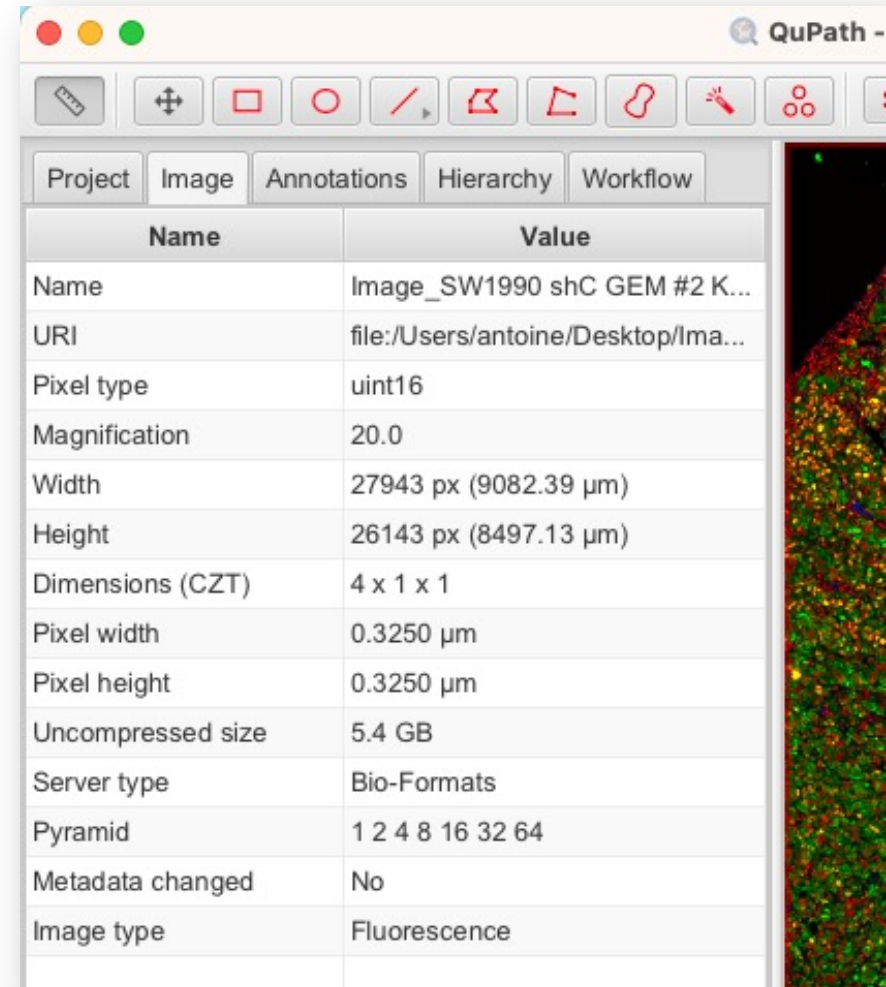 QuPath -
Project Image Annotations Hierarchy Workflow
Name Value
Name Image_SW1990 shC GEM #2 K...
URI file:/Users/antoine/Desktop/Ima...
Pixel type uint16
Magnification 20.0
Width 27943 px (9082.39 µm)
Height 26143 px (8497.13 µm)
Dimensions (CZT) 4 x 1 x 1
Pixel width 0.3250 µm
Pixel height 0.3250 µm
Uncompressed size 5.4 GB
Server type Bio-Formats
Pyramid 1 2 4 8 16 32 64
Metadata changed No
Image type Fluorescence